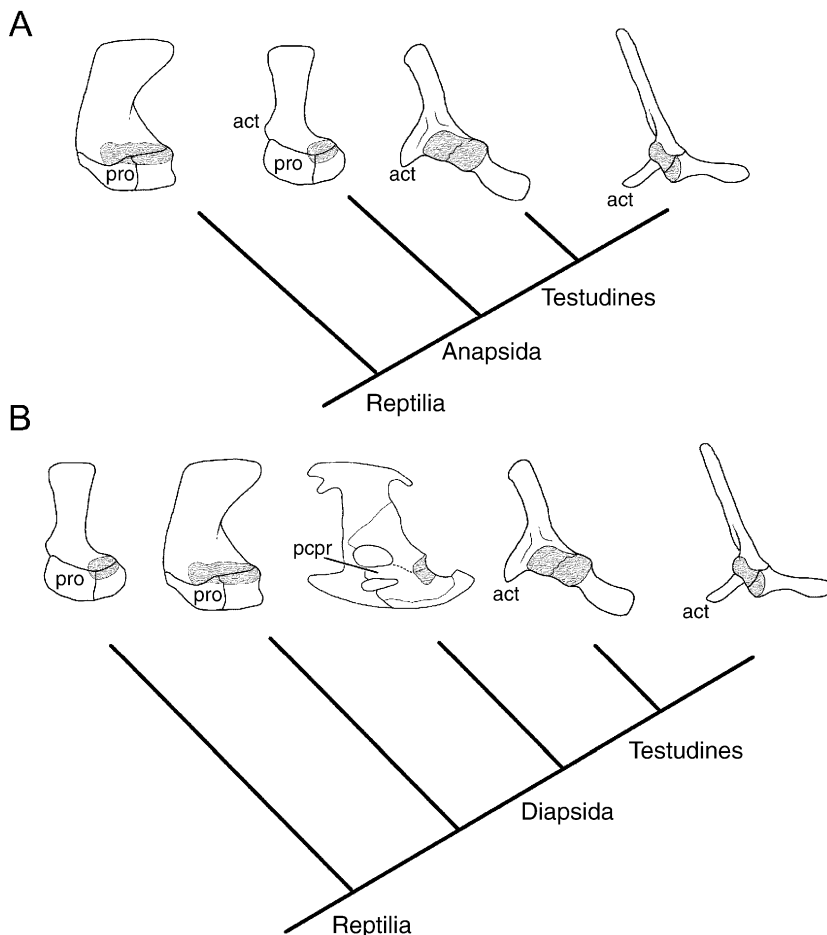 A
act
pro
pro
act
act
Testudines
Anapsida
Reptilia
B
pcpr
pro
pro
act
act
Testudines
Diapsida
Reptilia